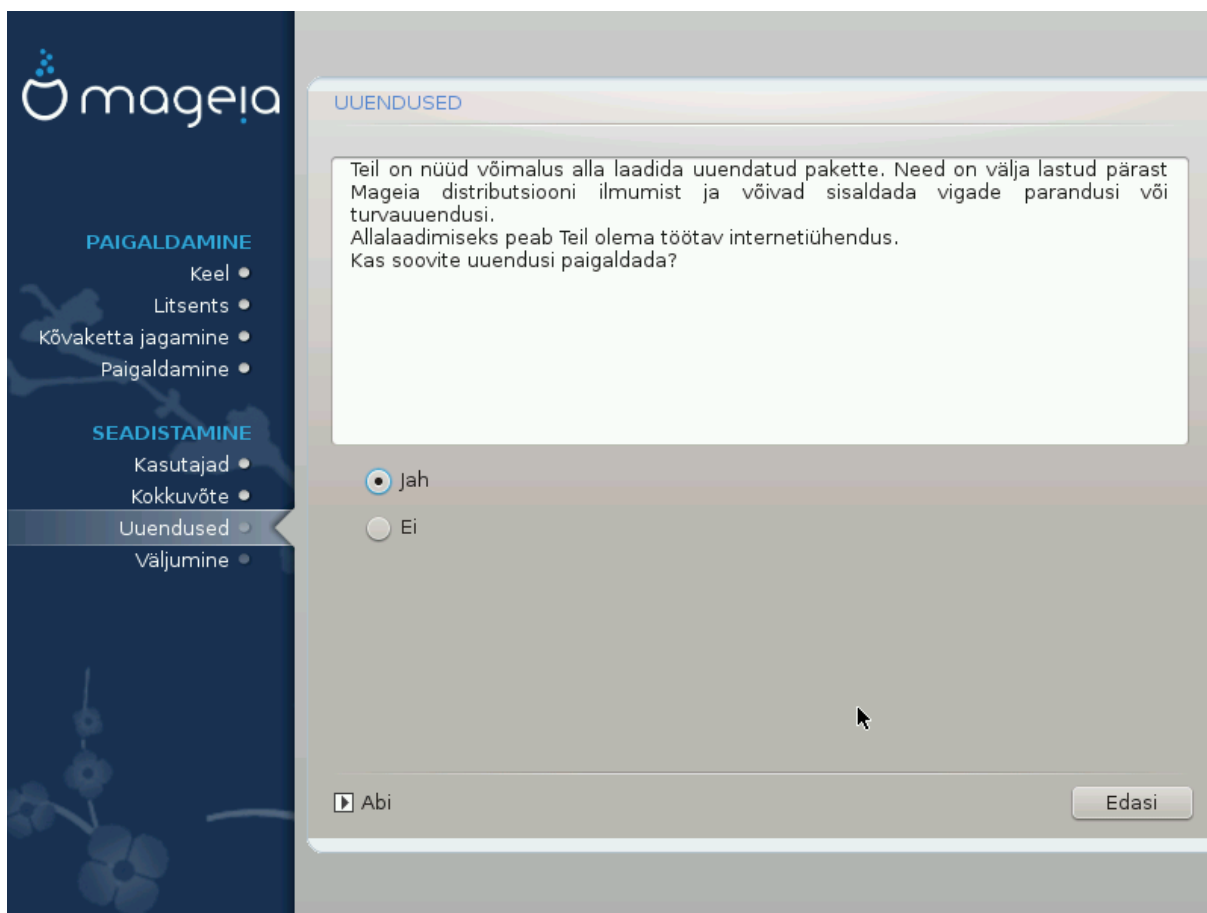 mageia
PAIGALDAMINE
Keel
Litsents
Kõvaketta jagamine
Paigaldamine
SEADISTAMINE
Kasutajad
Kokkuvõte
Uuendused
Väljumine
UUENDUSED
Teil on nüüd võimalus alla laadida uuendatud pakette. Need on välja lastud pärast
Mageia distributsiooni ilmumist ja võivad sisaldada vigade parandusi või
turvauuendusi.
Allalaadimiseks peab Teil olema töötav internetiühendus.
Kas soovite uuendusi paigaldada?
Jah
Ei
Abi
Edasi